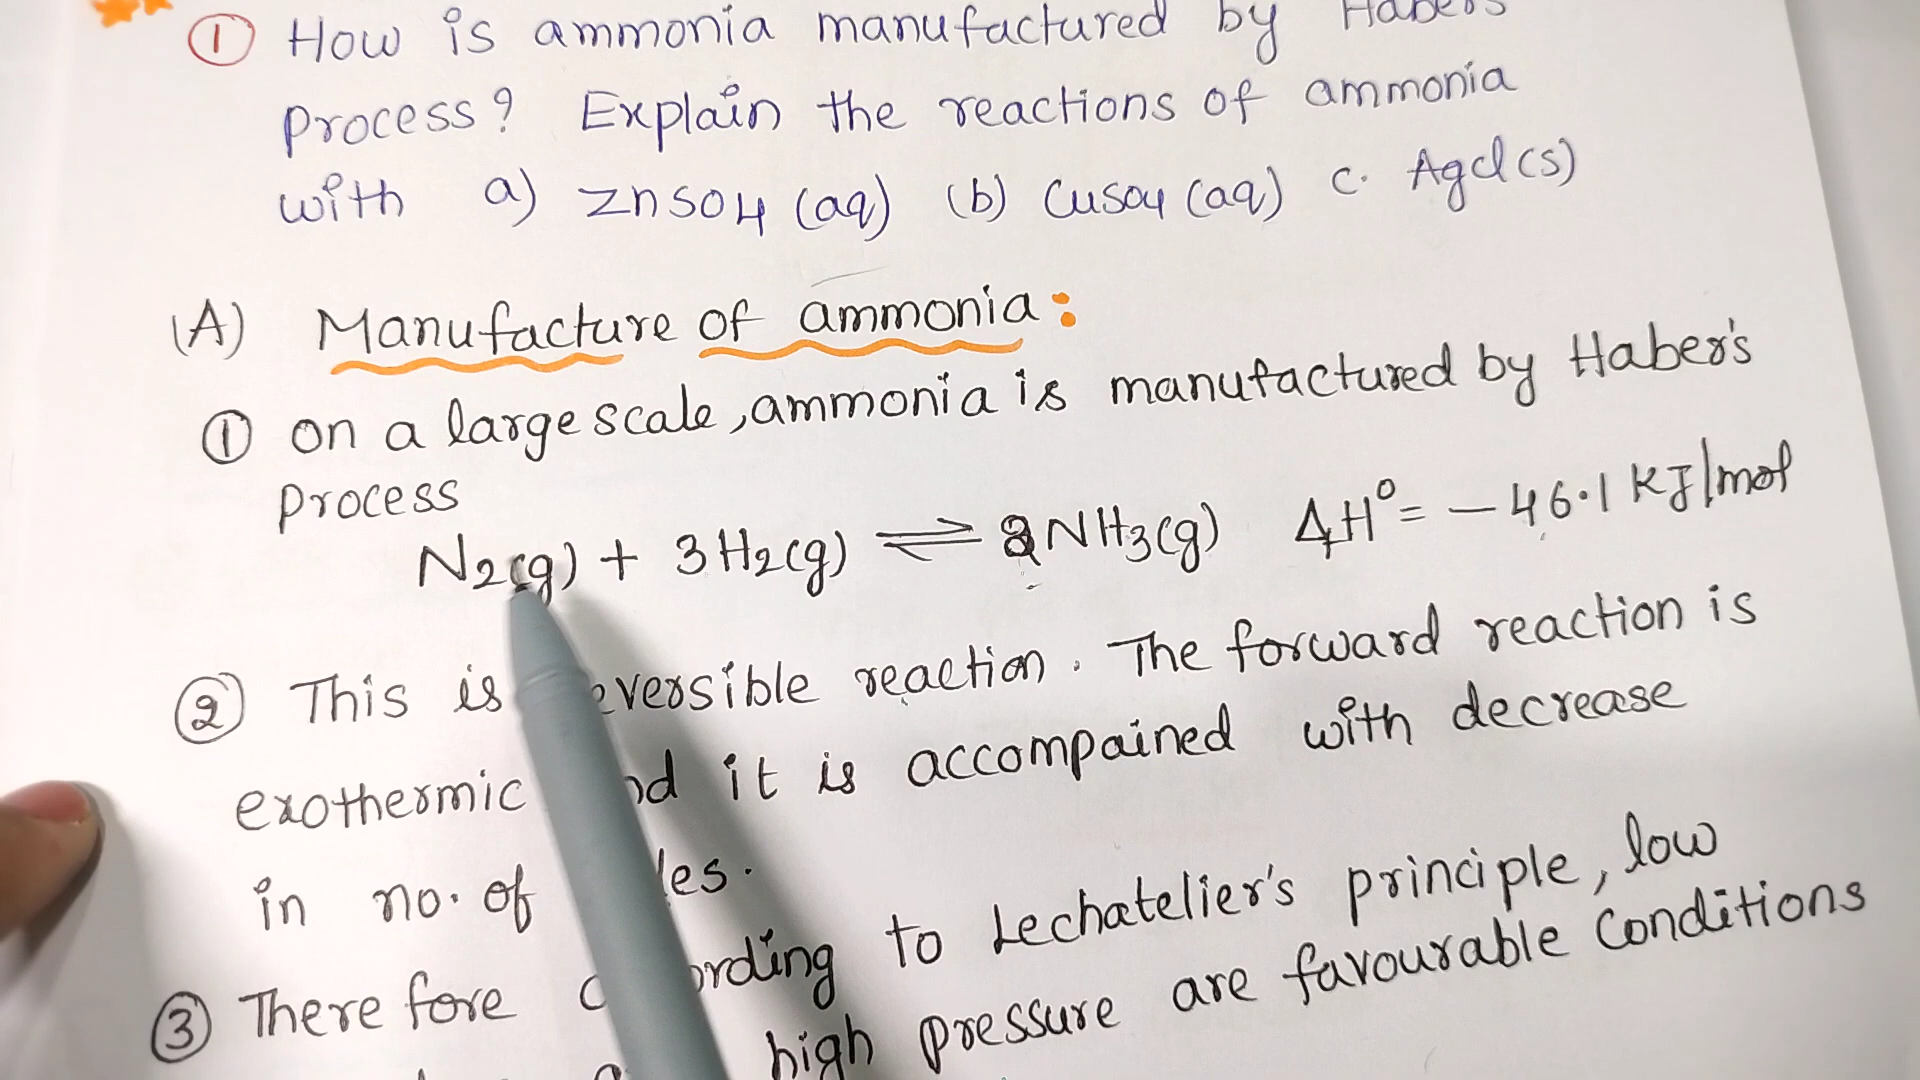 ① How is ammonia manufactured by Haber's
process? Explain the reactions of ammonia
with a) ZnSO4 (aq) (b) CuSO4 (aq) c. Agcl(s)
(A) Manufacture of ammonia:
① on a large scale, ammonia is manufactured by Haber's
process
N2(g) + 3H2(g) ⇌ 2NH3(g) ΔH° = -46.1 KJ/mol
② This is reversible reaction. The forward reaction is
exothermic it is accompained with decrease
in no. of
③ There fore to Lechatelier's principle, low
high pressure are favourable conditions